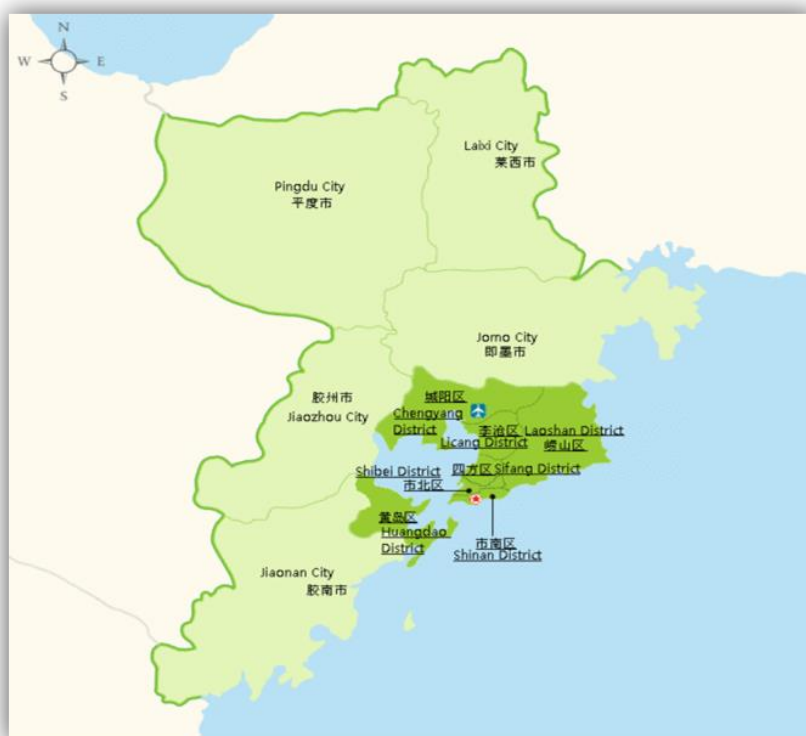 N
W E
S
Laixi City
莱西市
Pingdu City
平度市
Jomo City
即墨市
胶州市
Jiaozhou City
城阳区
Chengyang
District
李沧区 Laoshan District
Licang District 崂山区
Shibei District 四方区 Sifang District
市北区
黄岛区
Huangdao
District
市南区
Shinan District
Jiaonan City
胶南市